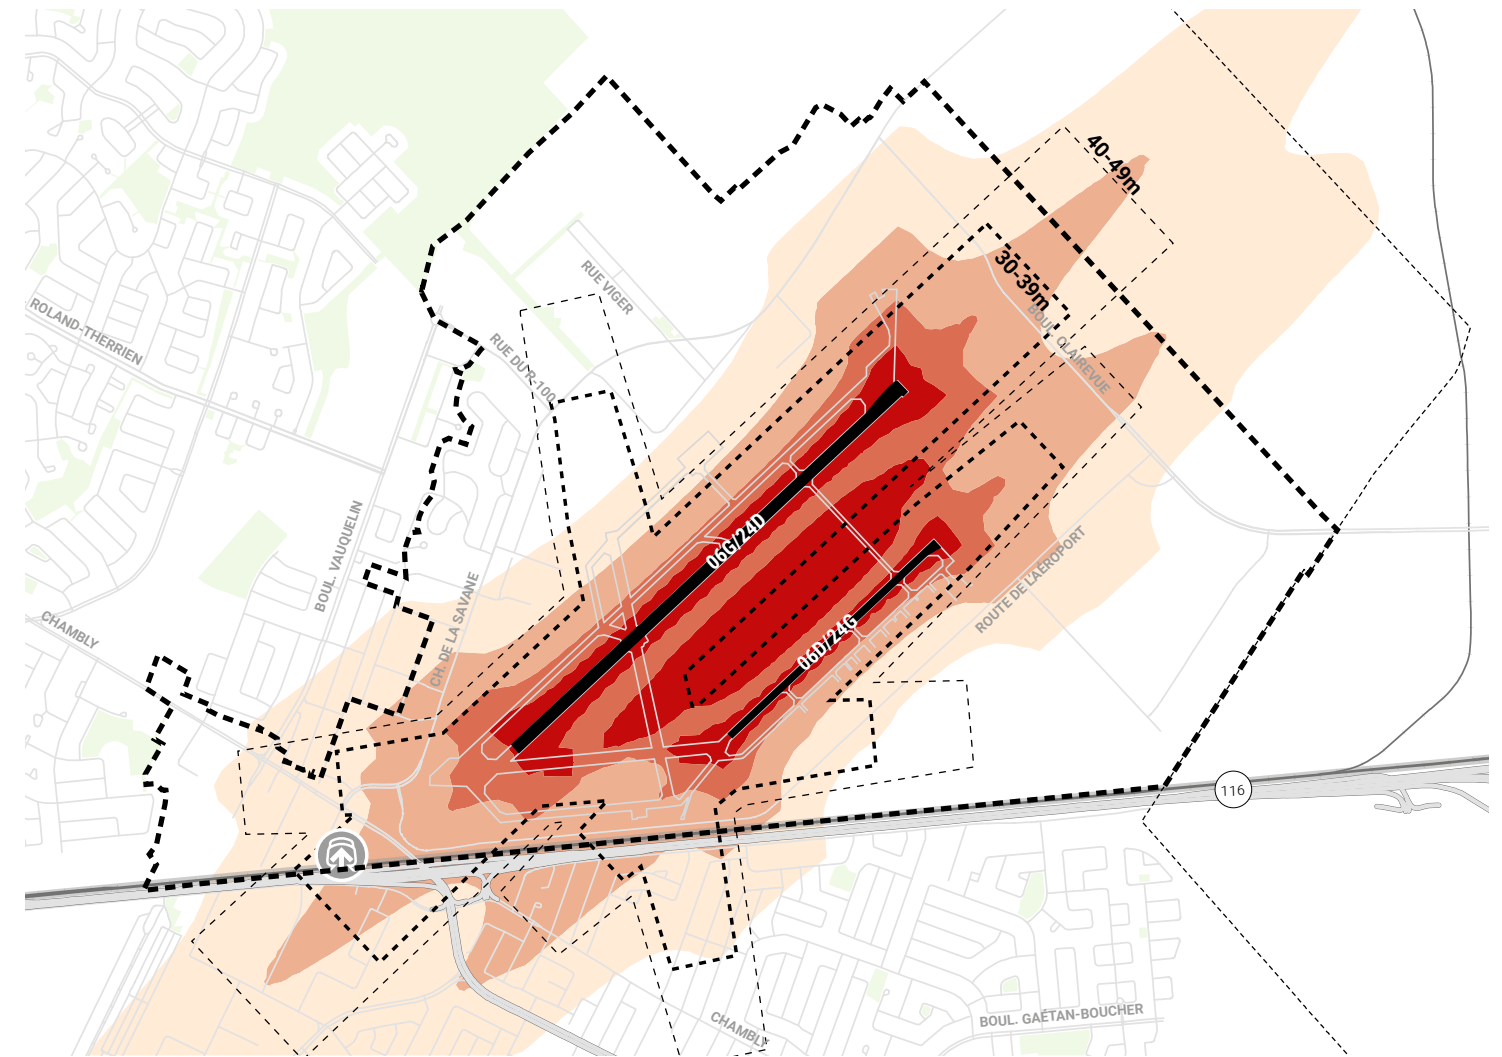 40-49m
30-39m
RUE VIGER
ROLAND-THERRIEN
BOUL. CLAIREVUE
RUE DU R-100
06G/24D
BOUL. VAUQUELIN
ROUTE DE L'AÉROPORT
CH. DE LA SAVANE
CHAMBLY
06D/24G
116
CHAMBLY
BOUL. GAÉTAN-BOUCHER